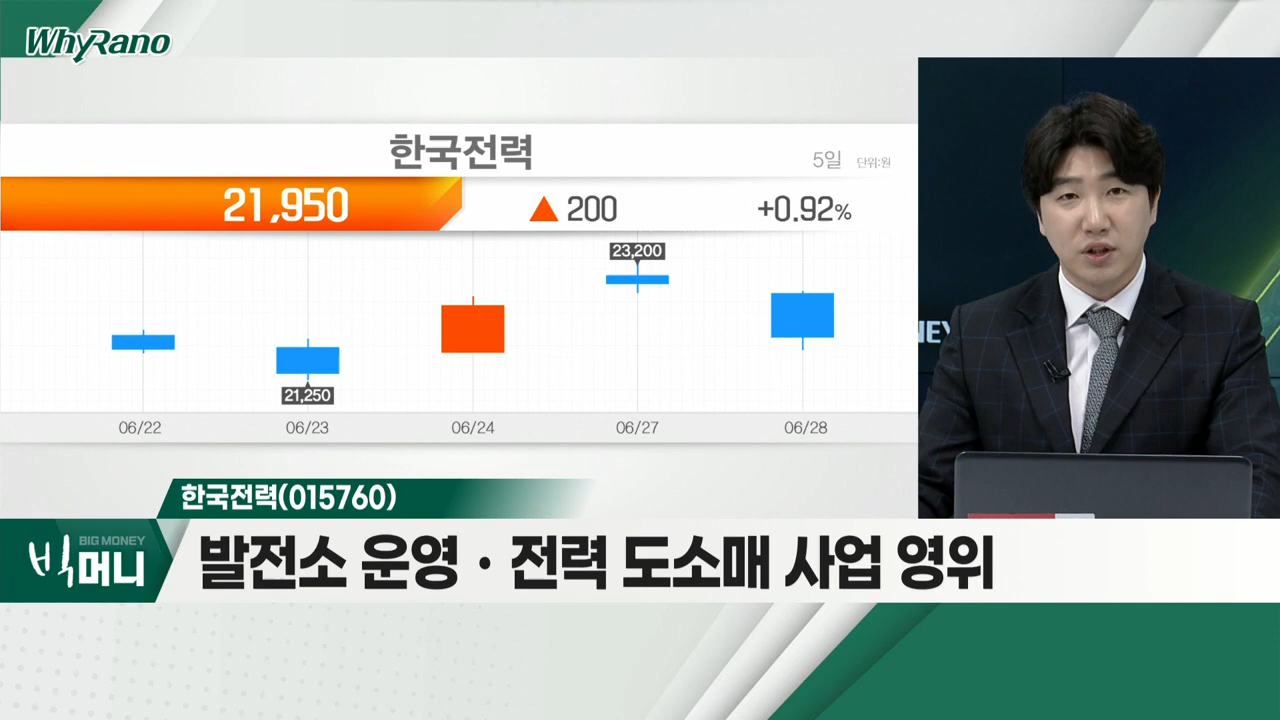 WhyRano
한국전력
5일 단위:원
21,950 ▲ 200 +0.92%
23,200
21,250
06/22 06/23 06/24 06/27 06/28
NEY
한국전력(015760)
BIG MONEY
빅머니
발전소 운영·전력 도소매 사업 영위